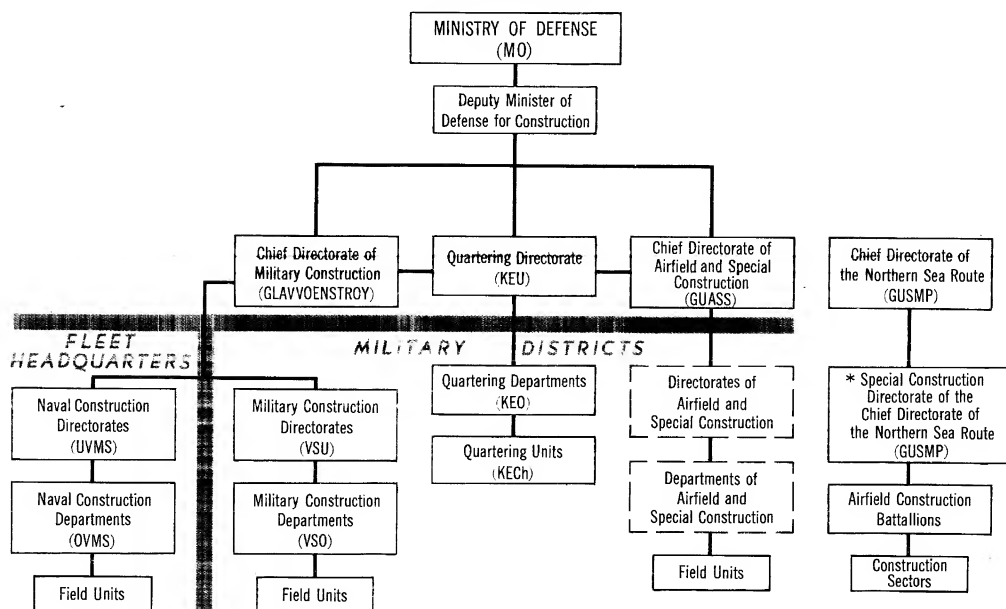 MINISTRY OF DEFENSE
(MO)
Deputy Minister of
Defense for Construction
Chief Directorate of
Military Construction
(GLAVVOENSTROY)
Quartering Directorate
(KEU)
Chief Directorate of
Airfield and Special
Construction
(GUASS)
Chief Directorate of
the Northern Sea Route
(GUSMP)
FLEET
HEADQUARTERS
MILITARY DISTRICTS
Naval Construction
Directorates
(UVMS)
Military Construction
Directorates
(VSU)
Quartering Departments
(KEO)
Directorates of
Airfield and
Special Construction
* Special Construction
Directorate of the
Chief Directorate of
the Northern Sea Route
(GUSMP)
Quartering Units
(KECh)
Naval Construction
Departments
(OVMS)
Military Construction
Departments
(VSO)
Departments of
Airfield and
Special Construction
Airfield Construction
Battallions
Field Units
Field Units
Field Units
Construction
Sectors